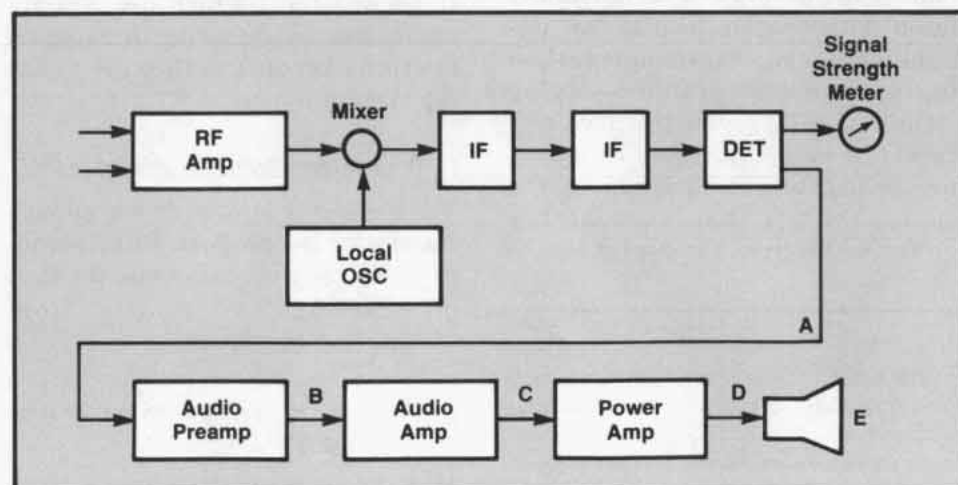 Signal
Strength
Meter
Mixer
RF
Amp
IF
IF
DET
Local
OSC
A
Audio
Preamp
B
Audio
Amp
C
Power
Amp
D
E